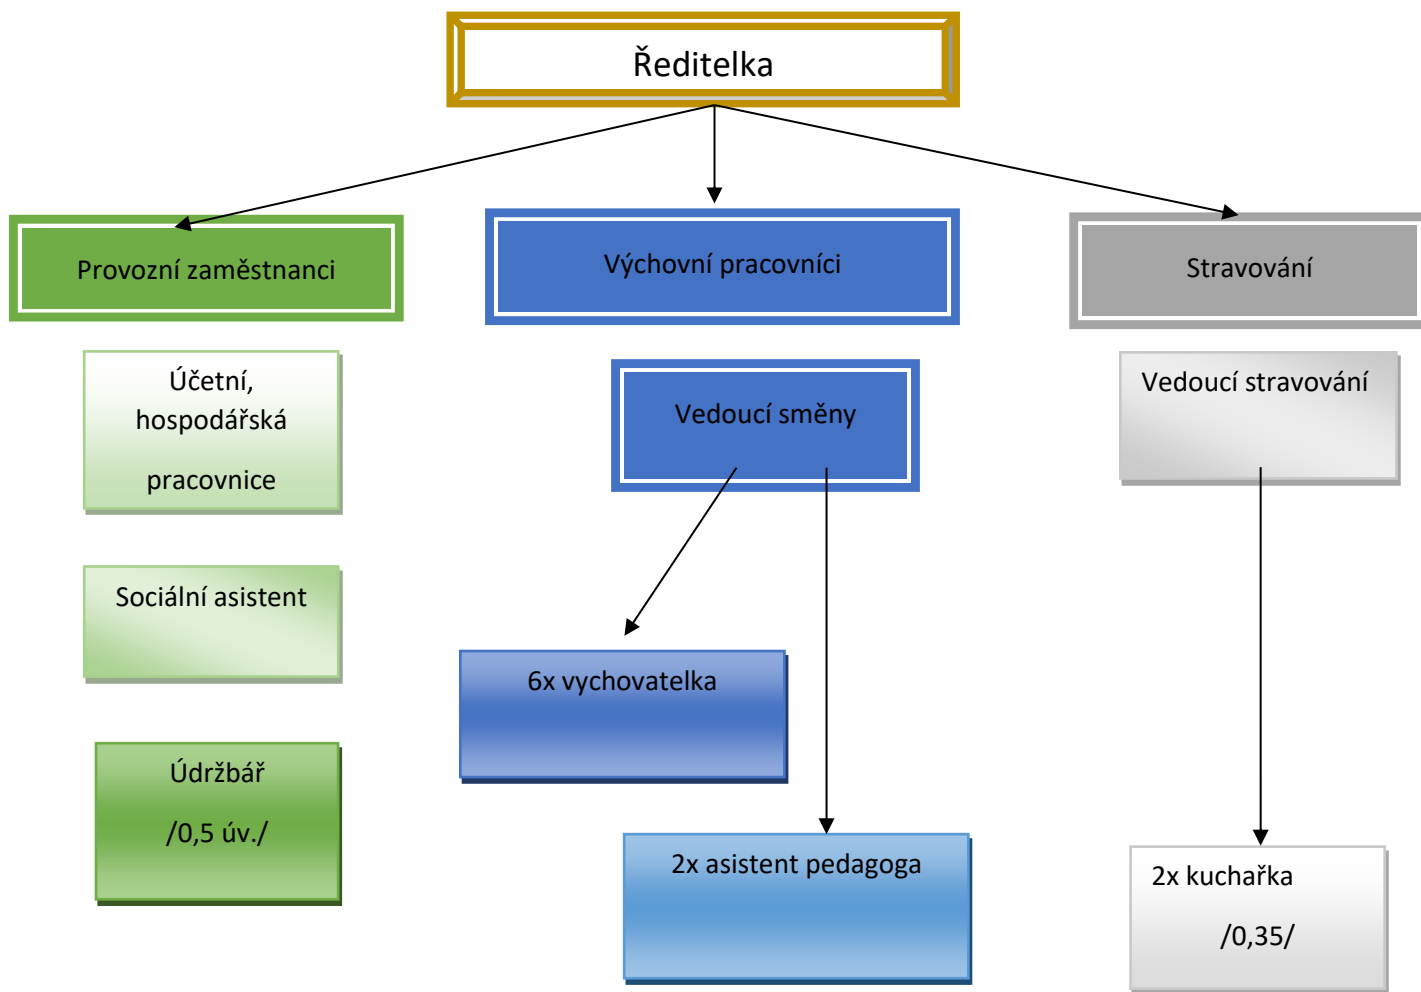 Ředitelka
Provozní zaměstnanci
Výchovní pracovníci
Stravování
Účetní,
hospodářská
pracovnice
Vedoucí směny
Vedoucí stravování
Sociální asistent
6x vychovatelka
Údržbář
/0,5 úv./
2x asistent pedagoga
2x kuchařka
/0,35/